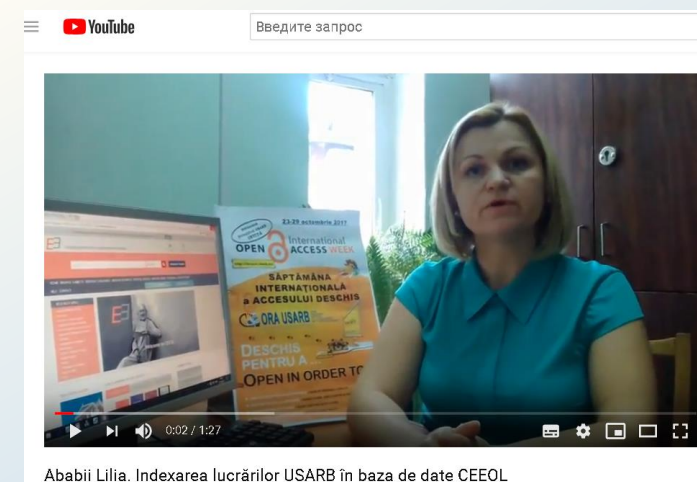 YouTube
Введите запрос
23-29 octombrie 2017
OPEN
International
ACCESS WEEK
SĂPTĂMÂNA
INTERNAȚIONALĂ
a ACCESULUI DESCHIS
ORA USARB
DESCHIS
PENTRU A
OPEN IN ORDER TO
0:02 / 1:27
Ababii Lilia. Indexarea lucrărilor USARB în baza de date CEEOL